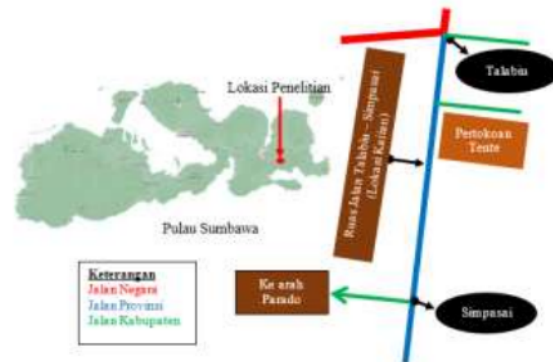 Lokasi Penelitian
Pulau Sumbawa
Keterangan
Jalan Negara
Jalan Provinsi
Jalan Kabupaten
Ruas Jalan Talabiu – Simpasai
(Lokasi Kajian)
Talabiu
Pertokoan
Tente
Ke arah
Parado
Simpasai